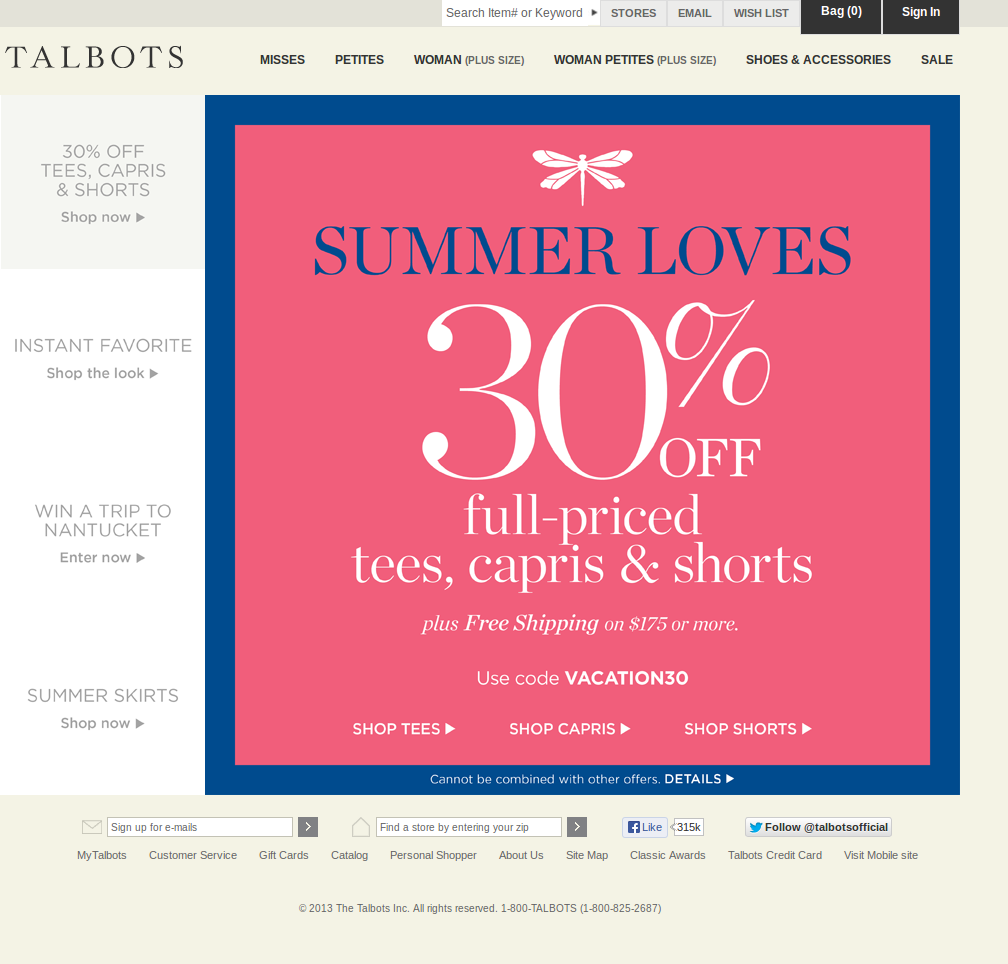 Search Item# or Keyword
STORES
EMAIL
WISH LIST
Bag (0)
Sign In
TALBOTS
MISSES
PETITES
WOMAN (PLUS SIZE)
WOMAN PETITES (PLUS SIZE)
SHOES & ACCESSORIES
SALE
30% OFF
TEES, CAPRIS
& SHORTS
Shop now
INSTANT FAVORITE
Shop the look
WIN A TRIP TO
NANTUCKET
Enter now
SUMMER SKIRTS
Shop now
SUMMER LOVES
30% OFF
full-priced
tees, capris & shorts
plus Free Shipping on $175 or more.
Use code VACATION30
SHOP TEES
SHOP CAPRIS
SHOP SHORTS
Cannot be combined with other offers. DETAILS
Sign up for e-mails
Find a store by entering your zip
Like
315k
Follow @talbotsofficial
MyTalbots
Customer Service
Gift Cards
Catalog
Personal Shopper
About Us
Site Map
Classic Awards
Talbots Credit Card
Visit Mobile site
© 2013 The Talbots Inc. All rights reserved. 1-800-TALBOTS (1-800-825-2687)